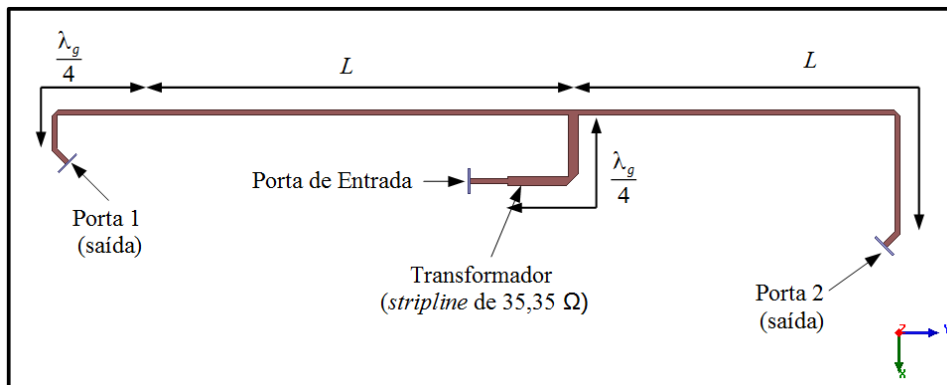 λg
4
L
L
Porta de Entrada
λg
4
Porta 1
(saída)
Transformador
(stripline de 35,35 Ω)
Porta 2
(saída)
Z
Y
X